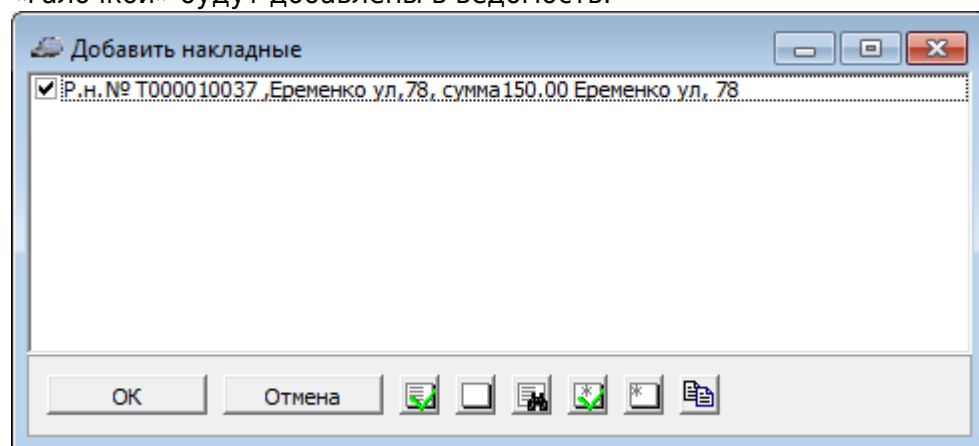 «галочкой» будут добавлены в ведомость.
Добавить накладные
Р.н.№ Т000010037 ,Еременко ул,78, сумма150.00 Еременко ул, 78
ОК Отмена